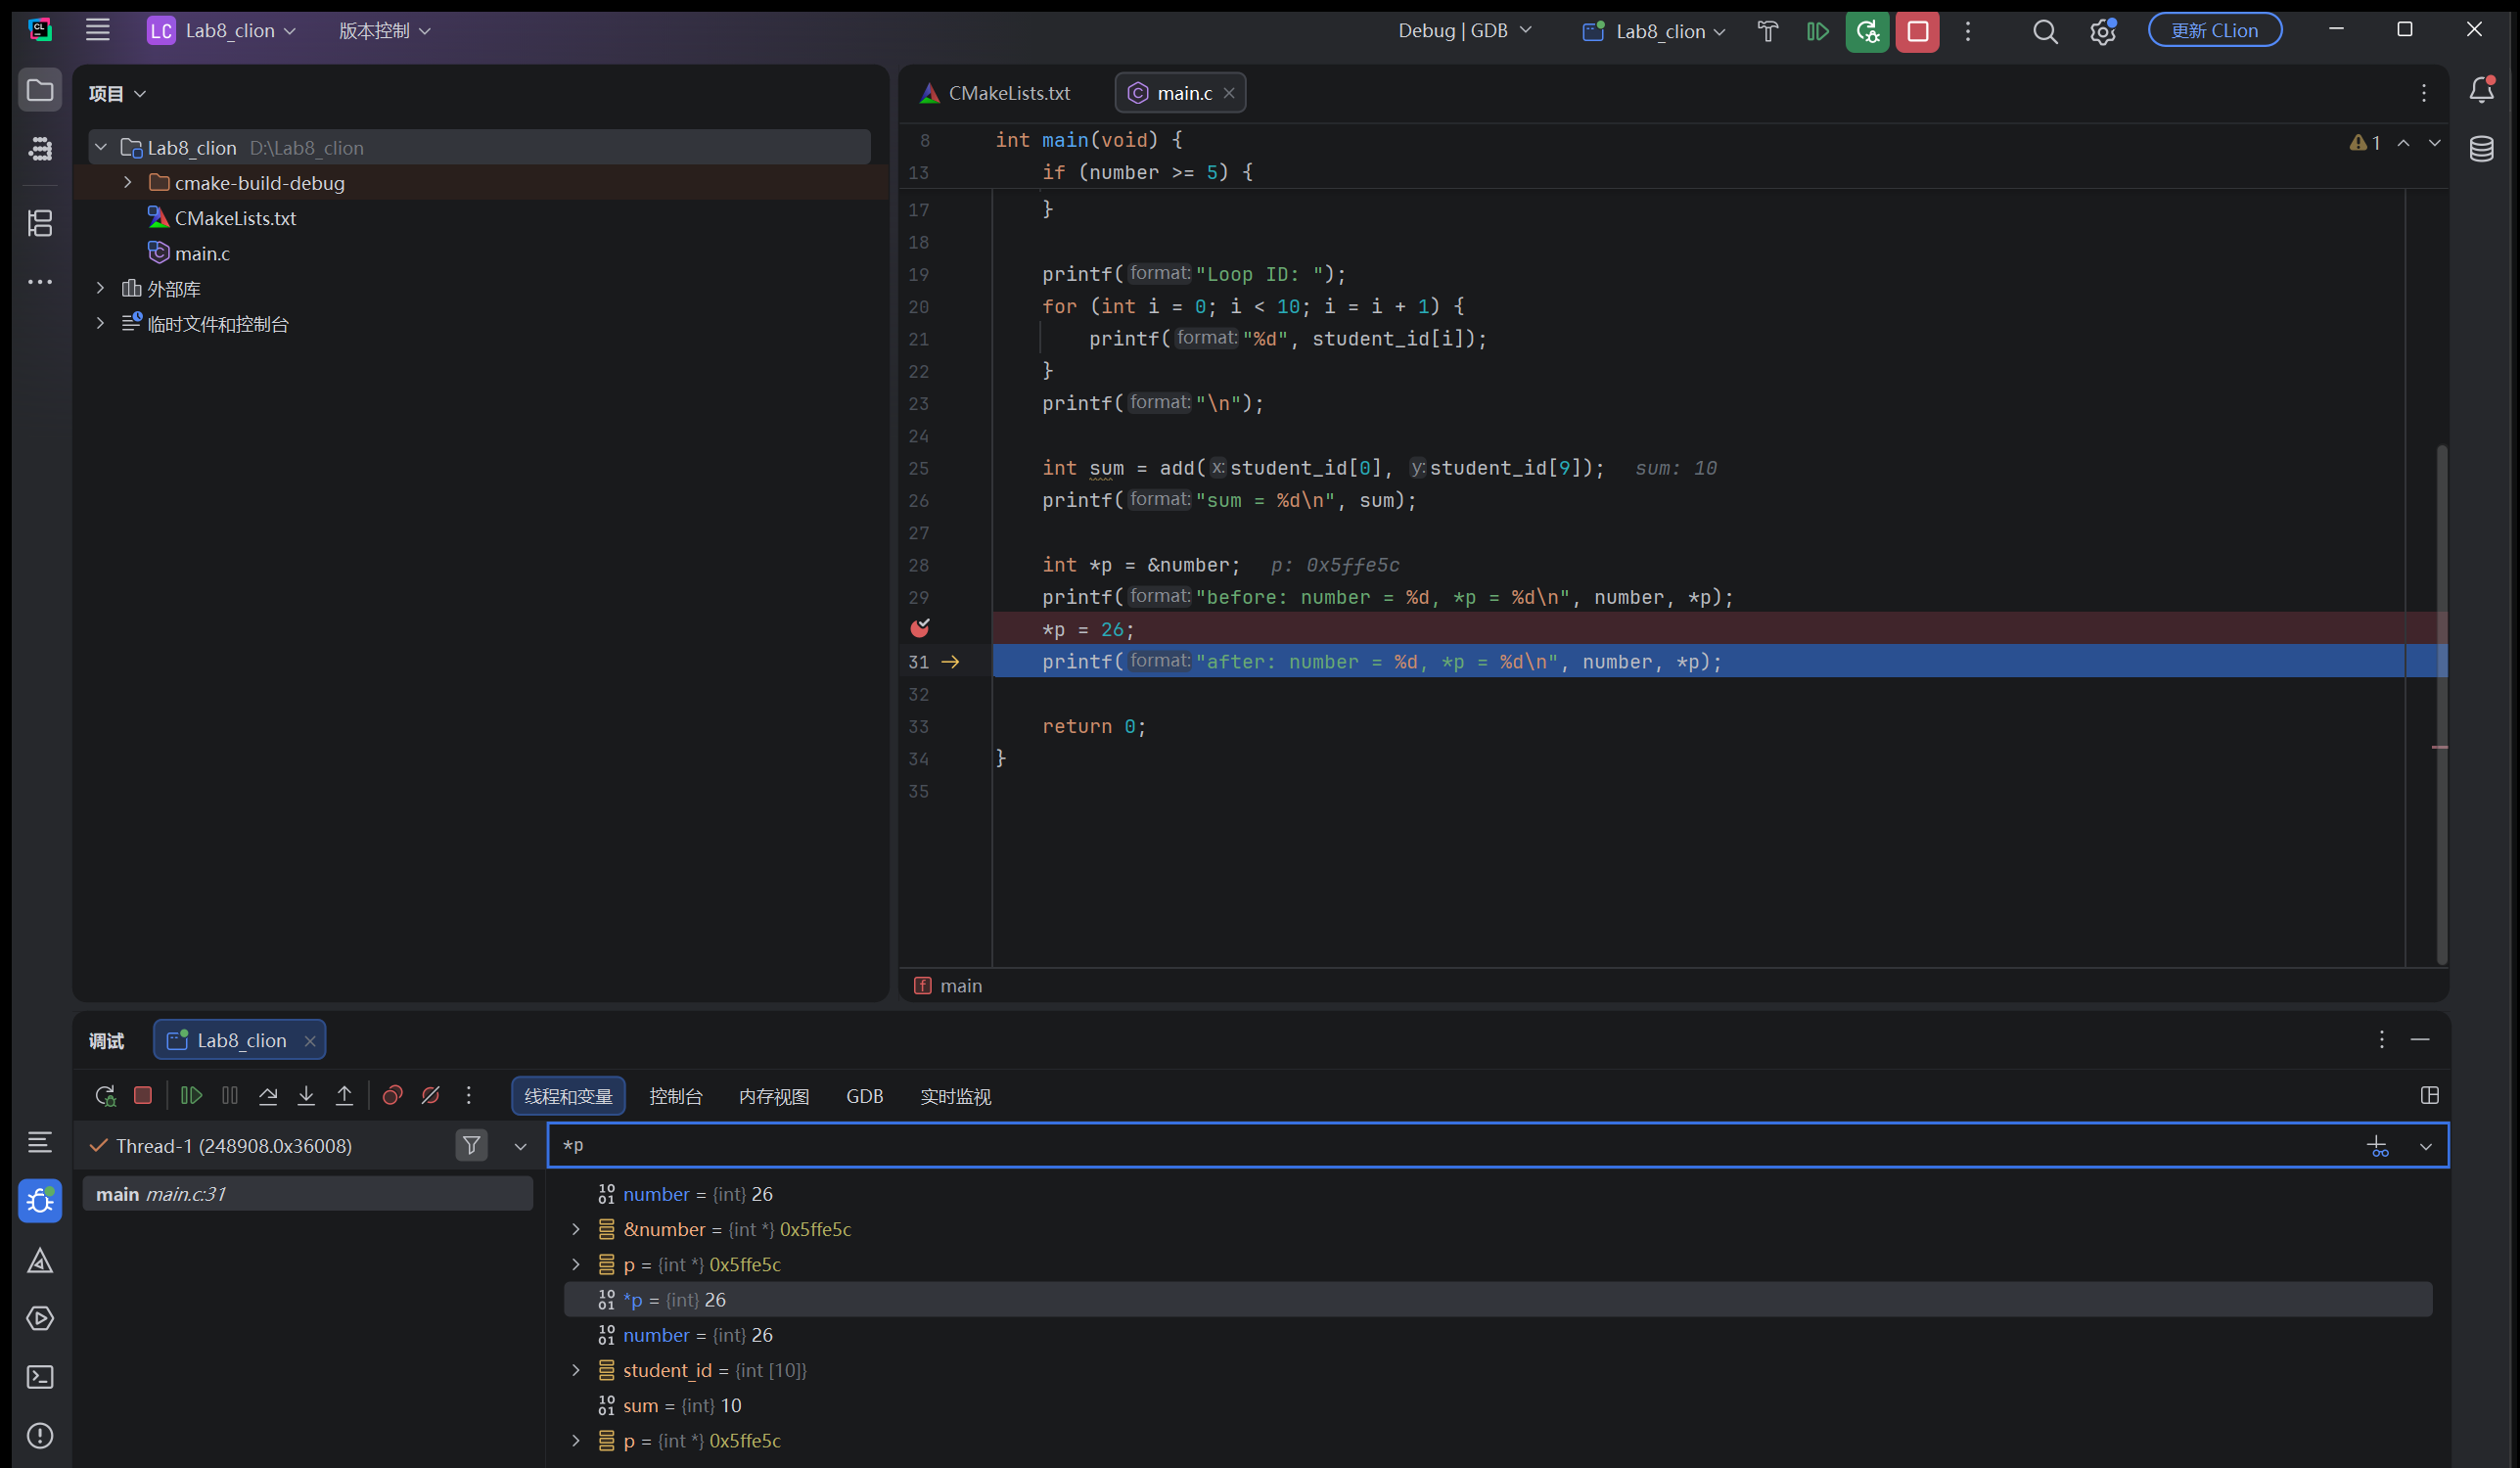 LC Lab8_clion 版本控制 Debug | GDB Lab8_clion 更新 CLion
项目
Lab8_clion D:\Lab8_clion
cmake-build-debug
CMakeLists.txt
main.c
外部库
临时文件和控制台
CMakeLists.txt main.c
8 int main(void) {
13 if (number >= 5) {
1
17 }
18
19 printf(format:"Loop ID: ");
20 for (int i = 0; i < 10; i = i + 1) {
21 printf(format:"%d", student_id[i]);
22 }
23 printf(format:"\n");
24
25 int sum = add(x:student_id[0], y:student_id[9]); sum: 10
26 printf(format:"sum = %d\n", sum);
27
28 int *p = &number; p: 0x5ffe5c
29 printf(format:"before: number = %d, *p = %d\n", number, *p);
*p = 26;
31 printf(format:"after: number = %d, *p = %d\n", number, *p);
32
33 return 0;
34 }
35
main
调试 Lab8_clion
线程和变量 控制台 内存视图 GDB 实时监视
Thread-1 (248908.0x36008)
main main.c:31
*p
number = {int} 26
&number = {int *} 0x5ffe5c
p = {int *} 0x5ffe5c
*p = {int} 26
number = {int} 26
student_id = {int [10]}
sum = {int} 10
p = {int *} 0x5ffe5c